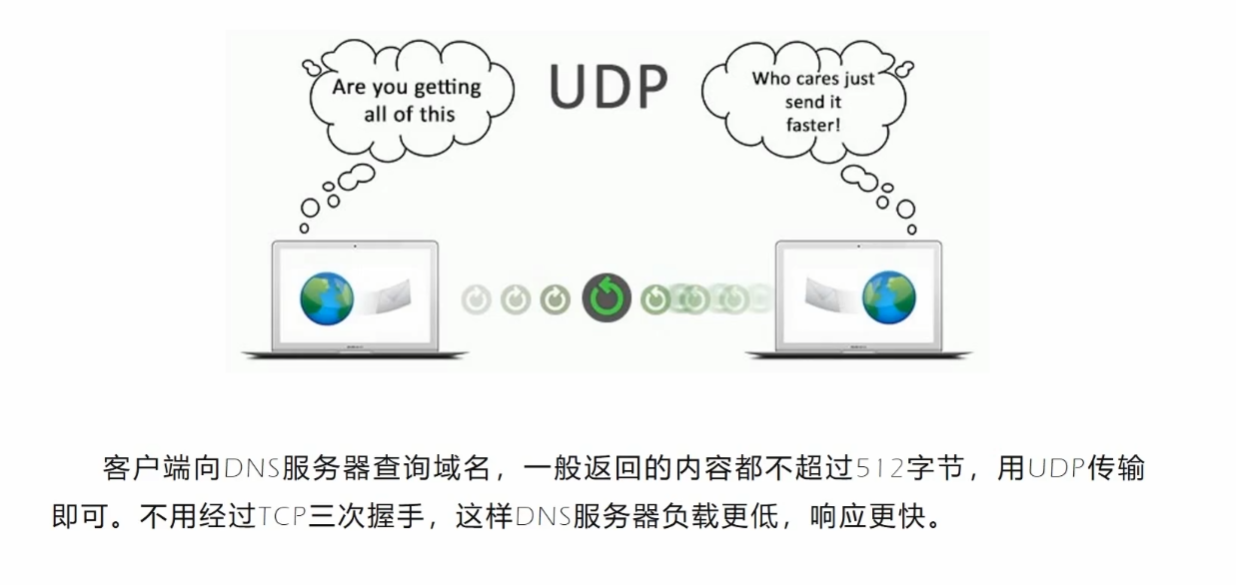 Are you getting
all of this
UDP
Who cares just
send it
faster!
客户端向DNS服务器查询域名，一般返回的内容都不超过512字节，用UDP传输
即可。不用经过TCP三次握手，这样DNS服务器负载更低，响应更快。